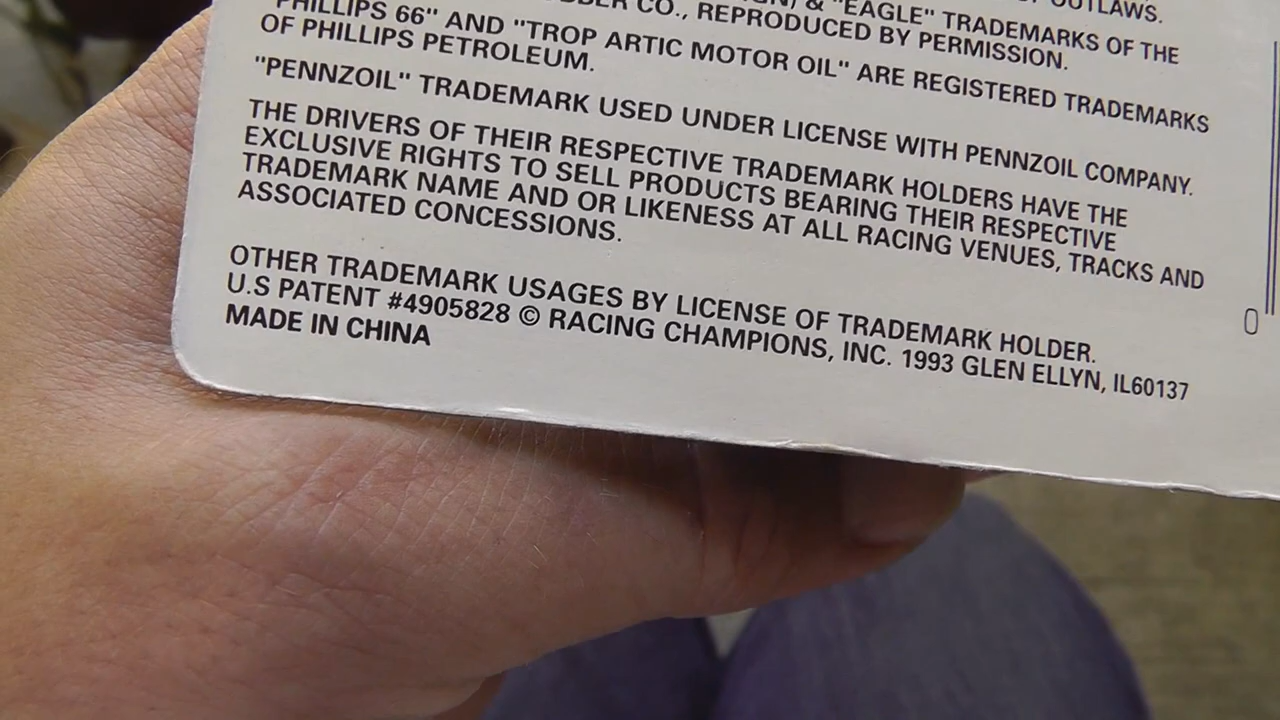 OUTLAWS.
& "EAGLE" TRADEMARKS OF THE
CO., REPRODUCED BY PERMISSION.
"PHILLIPS 66" AND "TROP ARTIC MOTOR OIL" ARE REGISTERED TRADEMARKS
OF PHILLIPS PETROLEUM.
"PENNZOIL" TRADEMARK USED UNDER LICENSE WITH PENNZOIL COMPANY.
THE DRIVERS OF THEIR RESPECTIVE TRADEMARK HOLDERS HAVE THE
EXCLUSIVE RIGHTS TO SELL PRODUCTS BEARING THEIR RESPECTIVE
TRADEMARK NAME AND OR LIKENESS AT ALL RACING VENUES, TRACKS AND
ASSOCIATED CONCESSIONS.
OTHER TRADEMARK USAGES BY LICENSE OF TRADEMARK HOLDER.
U.S PATENT #4905828 © RACING CHAMPIONS, INC. 1993 GLEN ELLYN, IL60137
MADE IN CHINA
0